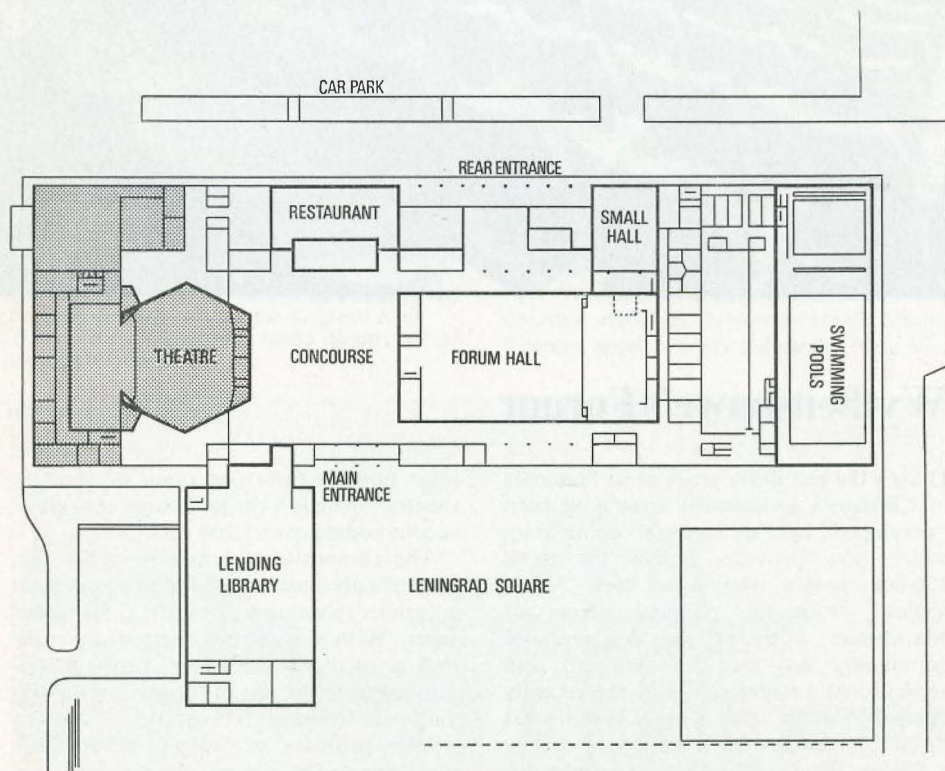 CAR PARK
REAR ENTRANCE
RESTAURANT
SMALL
HALL
THEATRE
CONCOURSE
FORUM HALL
SWIMMING
POOLS
MAIN
ENTRANCE
LENDING
LIBRARY
LENINGRAD SQUARE